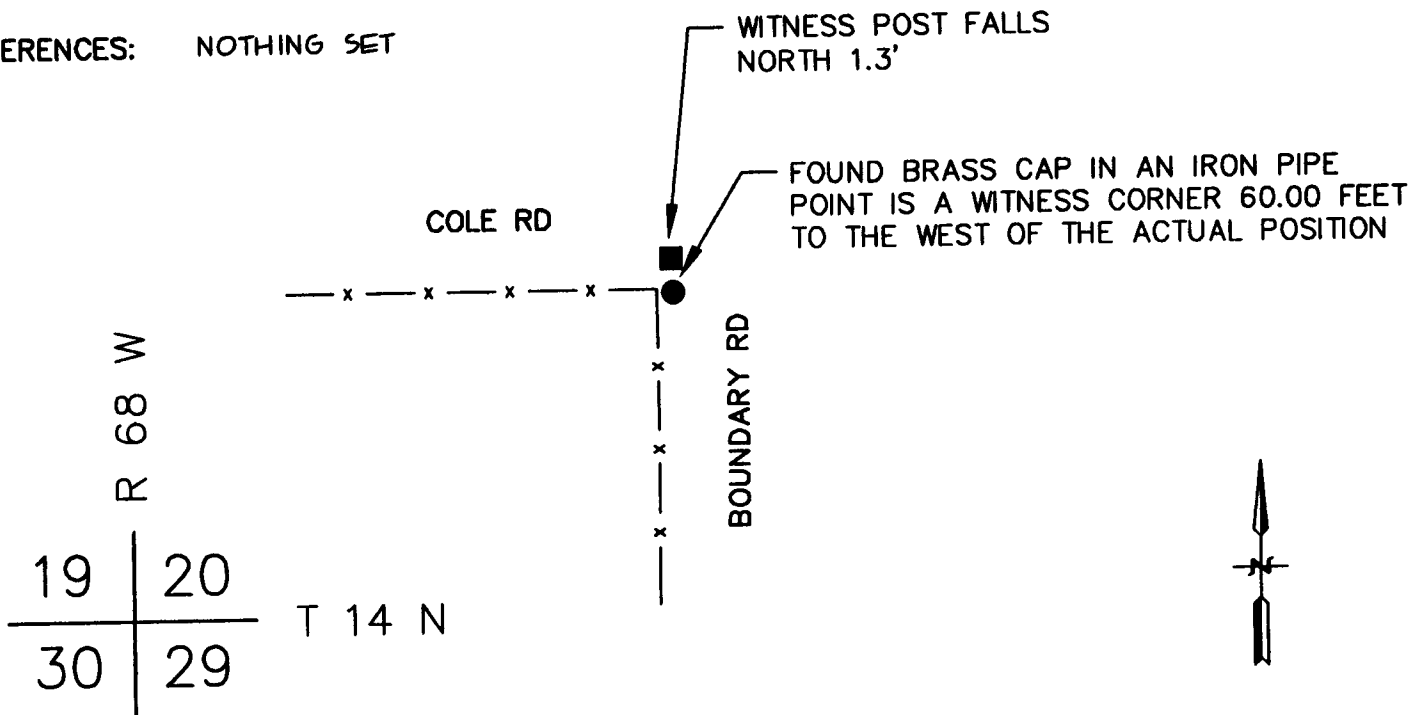 ERENCES: NOTHING SET
WITNESS POST FALLS
NORTH 1.3'
FOUND BRASS CAP IN AN IRON PIPE
POINT IS A WITNESS CORNER 60.00 FEET
TO THE WEST OF THE ACTUAL POSITION
COLE RD
BOUNDARY RD
R 68 W
19 20
T 14 N
30 29
N